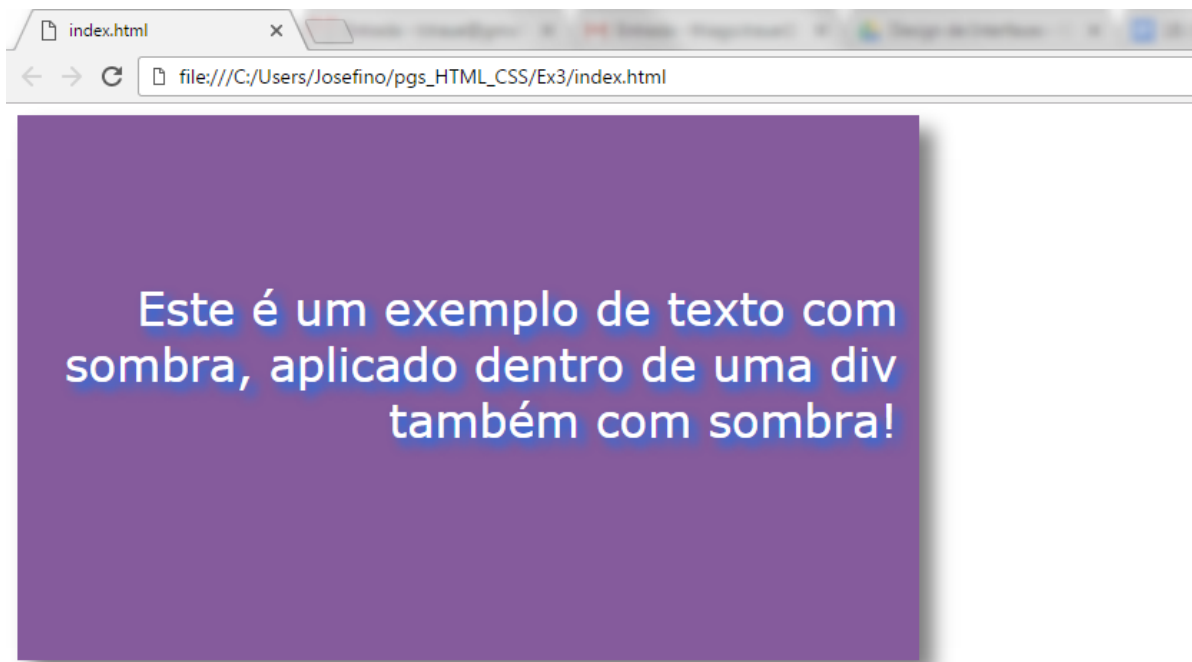 index.html
file:///C:/Users/Josefino/pgs_HTML_CSS/Ex3/index.html
Este é um exemplo de texto com
sombra, aplicado dentro de uma div
também com sombra!